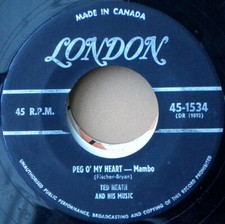 MADE IN CANADA
LONDON
45 R.P.M.
45-1534
(DR 19893)
PEG O' MY HEART — Mambo
(Fischer-Bryan)
TED HEATH
AND HIS MUSIC
UNAUTHORISED PUBLIC PERFORMANCE, BROADCASTING AND COPYING OF THIS RECORD PROHIBITED